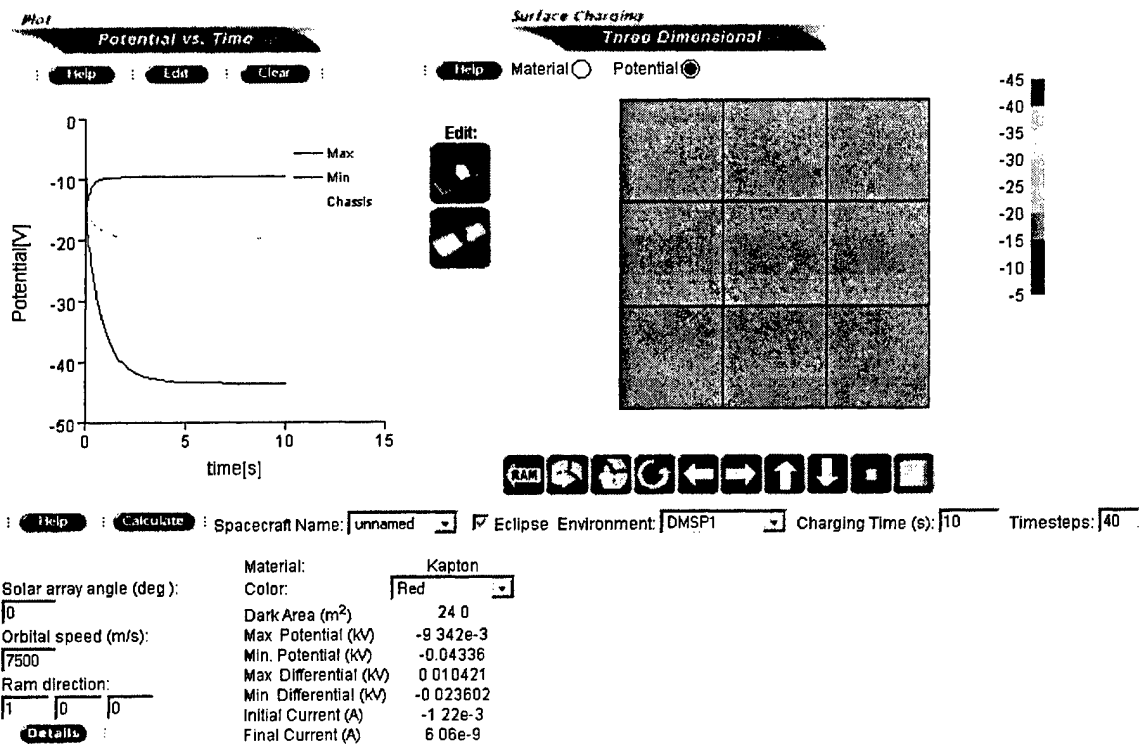 Plot
Potential vs. Time
Help Edit Clear
0
-10
-20
-30
-40
-50
0 5 10 15
Potential[V]
time[s]
Max
Min
Chassis
Surface Charging
Three Dimensional
Help Material Potential
Edit:
-45
-40
-35
-30
-25
-20
-15
-10
-5
RAM
Help Calculate Spacecraft Name: unnamed Eclipse Environment: DMSP1 Charging Time (s): 10 Timesteps: 40
Solar array angle (deg ):
0
Orbital speed (m/s):
7500
Ram direction:
1 0 0
Details
Material: Kapton
Color: Red
Dark Area (m2) 24 0
Max Potential (kV) -9 342e-3
Min. Potential (kV) -0.04336
Max Differential (kV) 0 010421
Min Differential (kV) -0 023602
Initial Current (A) -1 22e-3
Final Current (A) 6 06e-9